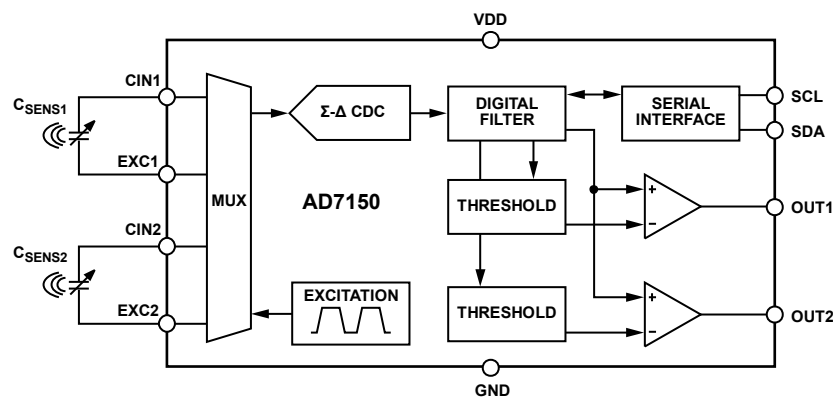 VDD
CIN1
CSENS1
EXC1
CIN2
CSENS2
EXC2
MUX
Σ-Δ CDC
AD7150
EXCITATION
DIGITAL
FILTER
THRESHOLD
THRESHOLD
SERIAL
INTERFACE
+
−
+
−
SCL
SDA
OUT1
OUT2
GND